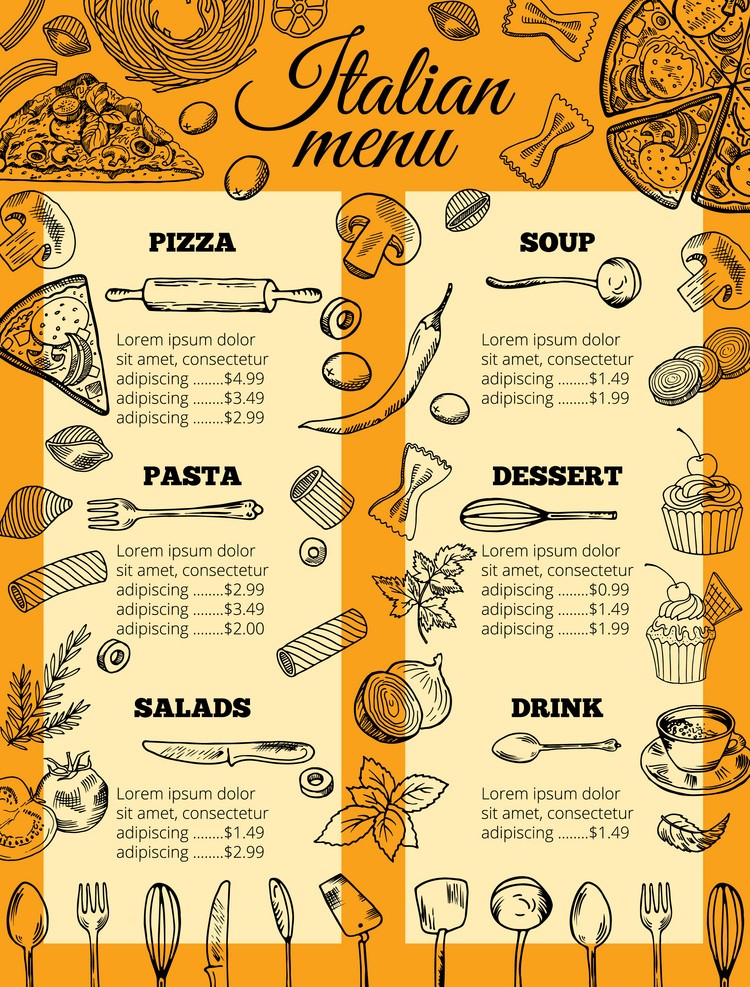 Italian
menu
PIZZA
Lorem ipsum dolor
sit amet, consectetur
adipiscing ........$4.99
adipiscing ........$3.49
adipiscing ........$2.99
PASTA
Lorem ipsum dolor
sit amet, consectetur
adipiscing ........$2.99
adipiscing ........$3.49
adipiscing ........$2.00
SALADS
Lorem ipsum dolor
sit amet, consectetur
adipiscing ........$1.49
adipiscing ........$2.99
SOUP
Lorem ipsum dolor
sit amet, consectetur
adipiscing ........$1.49
adipiscing ........$1.99
DESSERT
Lorem ipsum dolor
sit amet, consectetur
adipiscing ........$0.99
adipiscing ........$1.49
adipiscing ........$1.99
DRINK
Lorem ipsum dolor
sit amet, consectetur
adipiscing ........$1.49